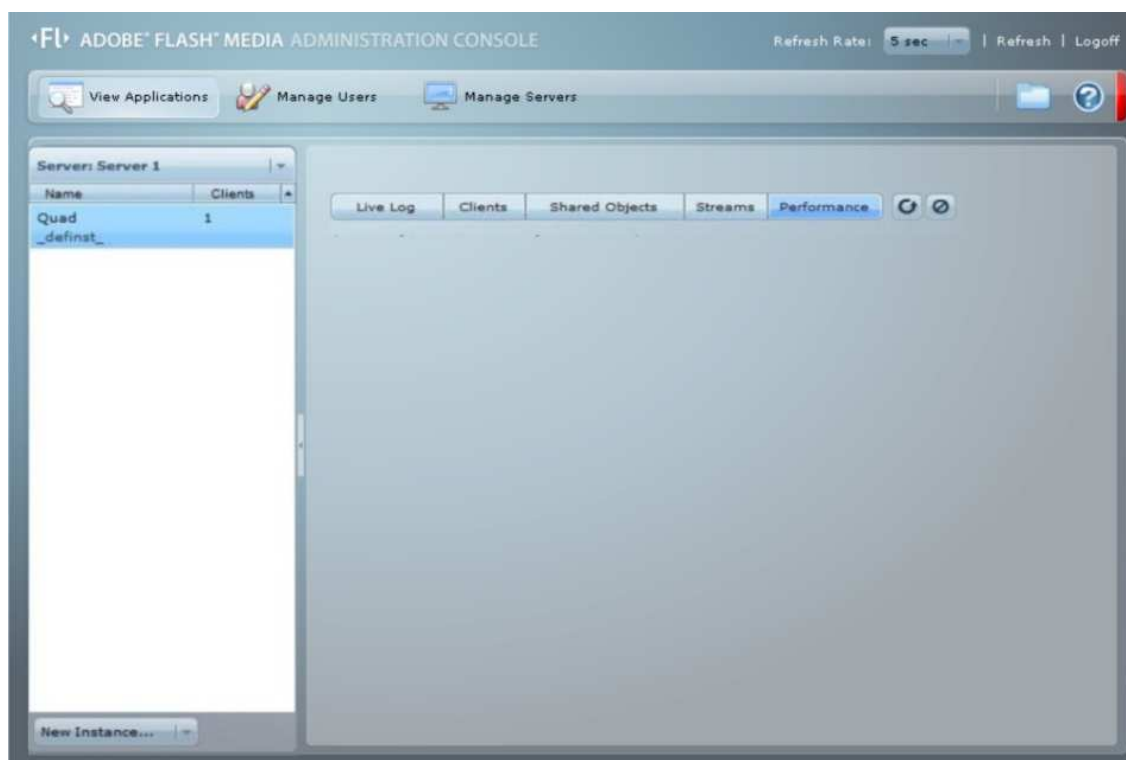 Fl ADOBE® FLASH® MEDIA ADMINISTRATION CONSOLE
Refresh Rate: 5 sec | Refresh | Logoff
View Applications Manage Users Manage Servers
Server: Server 1
Name Clients
Quad 1
_definst_
Live Log Clients Shared Objects Streams Performance
New Instance...